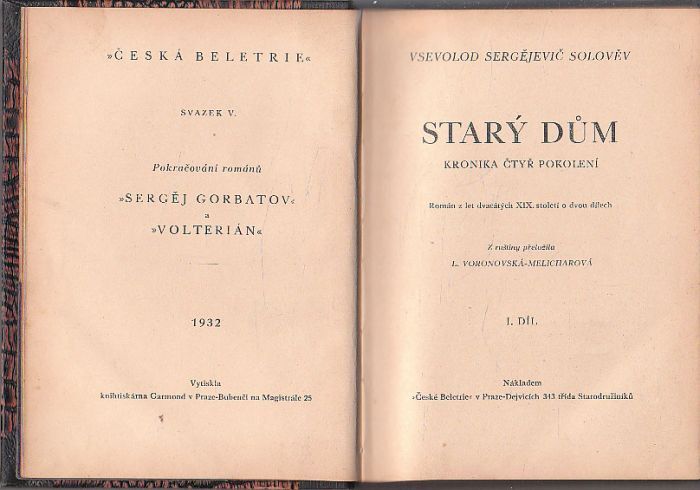 »ČESKÁ BELETRIE«
SVAZEK V.
Pokračování románů
»SERGĚJ GORBATOV«
a
»VOLTERIÁN«
1932
Vytiskla
knihtiskárna Garmond v Praze-Bubenči na Magistrále 25
VSEVOLOD SERGĚJEVIČ SOLOVĚV
STARÝ DŮM
KRONIKA ČTYŘ POKOLENÍ
Román z let dvacátých XIX. století o dvou dílech
Z ruštiny přeložila
L. VORONOVSKÁ-MELICHAROVÁ
I. DÍL
Nákladem
»České Beletrie« v Praze-Dejvicích 343 třída Starodružiníků